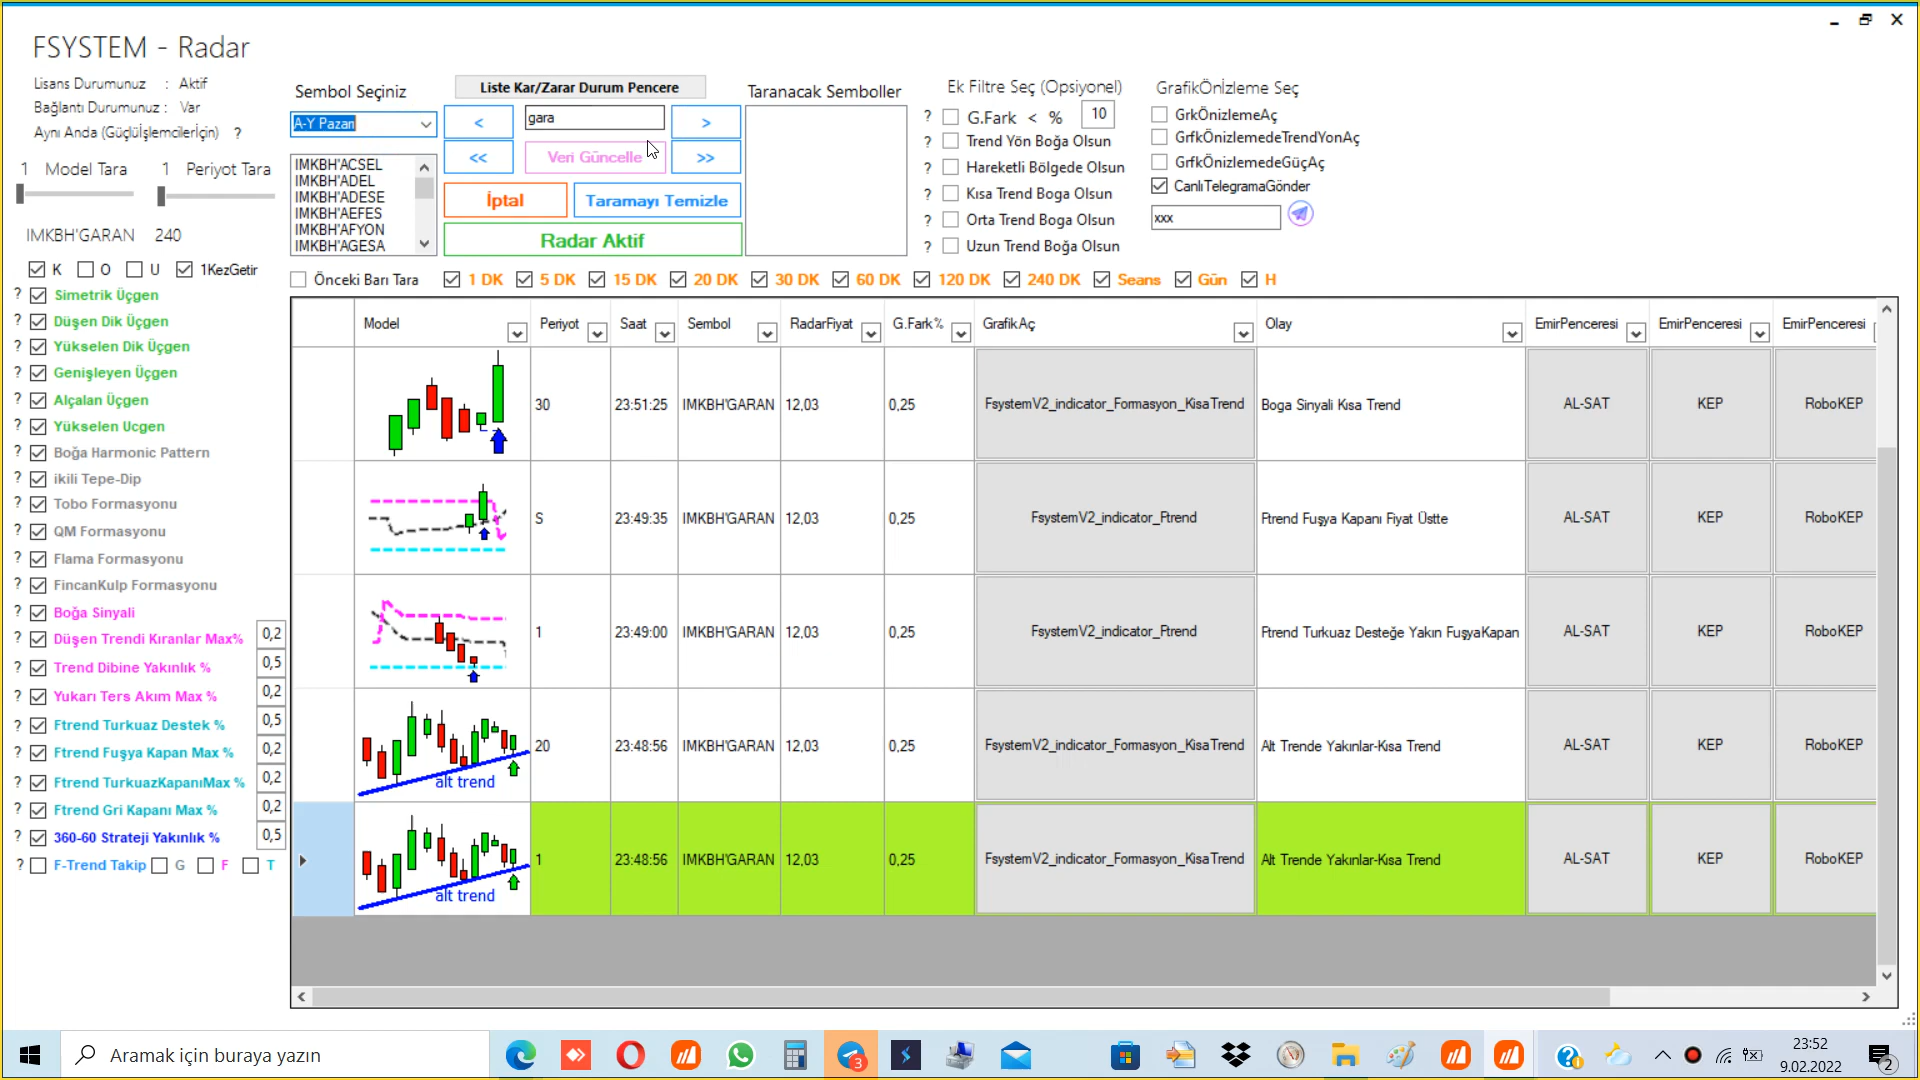 FSYSTEM - Radar
Lisans Durumunuz : Aktif
Bağlantı Durumunuz : Var
Aynı Anda (Güçlüİşlemcilerİçin) ?
1 Model Tara 1 Periyot Tara
IMKBH'GARAN 240
K O U 1KezGetir
? Simetrik Üçgen
? Düşen Dik Üçgen
? Yükselen Dik Üçgen
? Genişleyen Üçgen
? Alçalan Üçgen
? Yükselen Ucgen
? Boğa Harmonic Pattern
? ikili Tepe-Dip
? Tobo Formasyonu
? QM Formasyonu
? Flama Formasyonu
? FincanKulp Formasyonu
? Boğa Sinyali
? Düşen Trendi Kıranlar Max% 0,2
? Trend Dibine Yakınlık % 0,5
? Yukarı Ters Akım Max % 0,2
? Ftrend Turkuaz Destek % 0,5
? Ftrend Fuşya Kapan Max % 0,2
? Ftrend TurkuazKapanıMax % 0,2
? Ftrend Gri Kapanı Max % 0,2
? 360-60 Strateji Yakınlık % 0,5
? F-Trend Takip G F T
Sembol Seçiniz
A-Y Pazarı
IMKBH'ACSEL
IMKBH'ADEL
IMKBH'ADESE
IMKBH'AEFES
IMKBH'AFYON
IMKBH'AGESA
Liste Kar/Zarar Durum Pencere
< gara >
<< Veri Güncelle >>
İptal Taramayı Temizle
Radar Aktif
Taranacak Semboller
Ek Filtre Seç (Opsiyonel)
? G.Fark < % 10
? Trend Yön Boğa Olsun
? Hareketli Bölgede Olsun
? Kısa Trend Boga Olsun
? Orta Trend Boga Olsun
? Uzun Trend Boğa Olsun
GrafikÖnizleme Seç
GrkÖnizlemeAç
GrfkÖnizlemedeTrendYonAç
GrfkÖnizlemedeGüçAç
CanlıTelegramaGönder
xxx
Önceki Barı Tara 1 DK 5 DK 15 DK 20 DK 30 DK 60 DK 120 DK 240 DK Seans Gün H
Model Periyot Saat Sembol RadarFiyat G.Fark% GrafikAç Olay EmirPenceresi EmirPenceresi EmirPenceresi
30 23:51:25 IMKBH'GARAN 12,03 0,25 FsystemV2_indicator_Formasyon_KisaTrend Boga Sinyali Kısa Trend AL-SAT KEP RoboKEP
S 23:49:35 IMKBH'GARAN 12,03 0,25 FsystemV2_indicator_Ftrend Ftrend Fuşya Kapanı Fiyat Üstte AL-SAT KEP RoboKEP
1 23:49:00 IMKBH'GARAN 12,03 0,25 FsystemV2_indicator_Ftrend Ftrend Turkuaz Desteğe Yakın FuşyaKapan AL-SAT KEP RoboKEP
alt trend 20 23:48:56 IMKBH'GARAN 12,03 0,25 FsystemV2_indicator_Formasyon_KisaTrend Alt Trende Yakınlar-Kısa Trend AL-SAT KEP RoboKEP
alt trend 1 23:48:56 IMKBH'GARAN 12,03 0,25 FsystemV2_indicator_Formasyon_KisaTrend Alt Trende Yakınlar-Kısa Trend AL-SAT KEP RoboKEP
Aramak için buraya yazın
3
23:52
9.02.2022
2